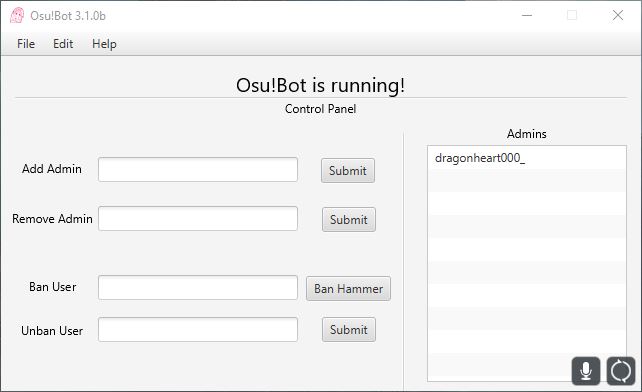 Osu!Bot 3.1.0b
File Edit Help
Osu!Bot is running!
Control Panel
Admins
dragonheart000_
Add Admin Submit
Remove Admin Submit
Ban User Ban Hammer
Unban User Submit